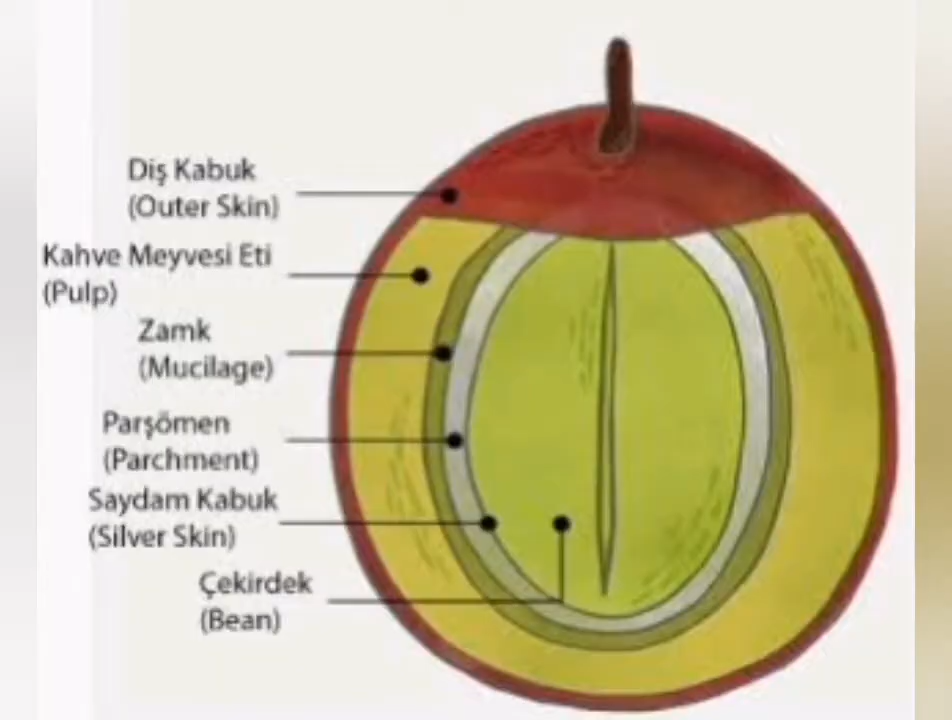 Diş Kabuk
(Outer Skin)
Kahve Meyvesi Eti
(Pulp)
Zamk
(Mucilage)
Parşömen
(Parchment)
Saydam Kabuk
(Silver Skin)
Çekirdek
(Bean)